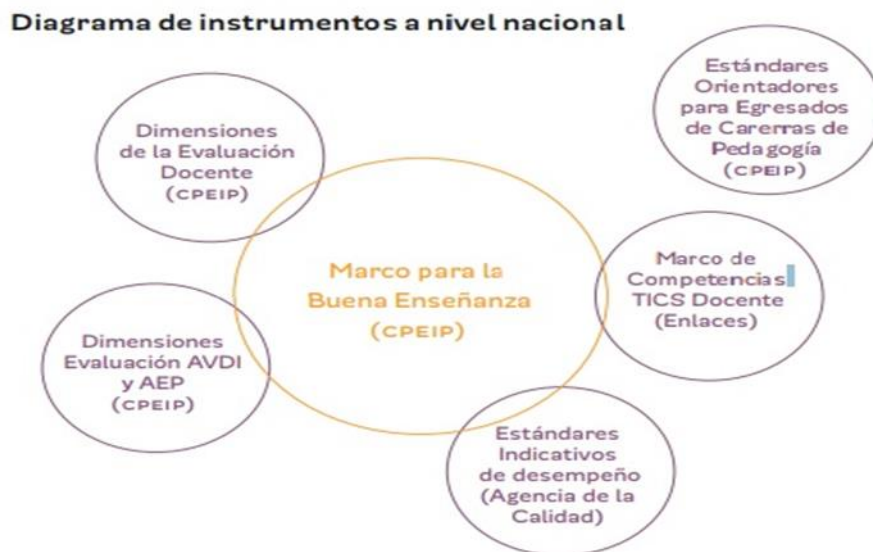 Diagrama de instrumentos a nivel nacional
Estándares
Orientadores
para Egresados
de Carerras de
Pedagogía
(CPEIP)
Dimensiones
de la Evaluación
Docente
(CPEIP)
Marco para la
Buena Enseñanza
(CPEIP)
Marco de
Competencias
TICS Docente
(Enlaces)
Dimensiones
Evaluación AVDI
y AEP
(CPEIP)
Estándares
Indicativos
de desempeño
(Agencia de la
Calidad)